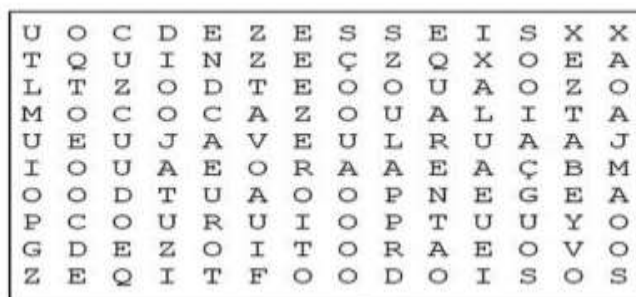 U O C D E Z E S S E I S X X
T Q U I N Z E Ç Z Q X O E A
L T Z O D T E O O U A O Z O
M O C O C A Z O U A L I T A
U E U J A V E U L R U A A J
I O U A E O R A A E A Ç B M
O O D T U A O O P N E G E A
P C O U R U I O P T U U Y O
G D E Z O I T O R A E O V O
Z E Q I T F O O D O I S O S